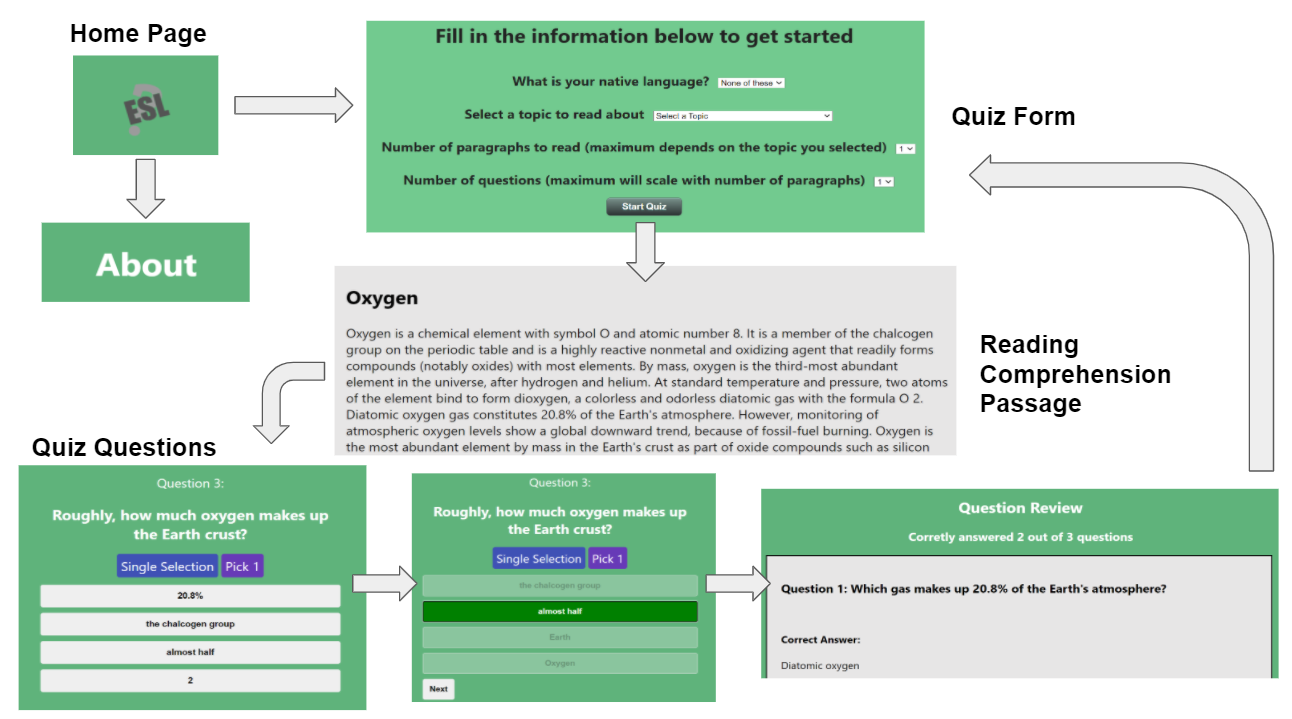 Home Page
ESL
About
Fill in the information below to get started
What is your native language? None of these
Select a topic to read about Select a Topic
Number of paragraphs to read (maximum depends on the topic you selected) 1
Number of questions (maximum will scale with number of paragraphs) 1
Start Quiz
Quiz Form
Oxygen
Oxygen is a chemical element with symbol O and atomic number 8. It is a member of the chalcogen
group on the periodic table and is a highly reactive nonmetal and oxidizing agent that readily forms
compounds (notably oxides) with most elements. By mass, oxygen is the third-most abundant
element in the universe, after hydrogen and helium. At standard temperature and pressure, two atoms
of the element bind to form dioxygen, a colorless and odorless diatomic gas with the formula O 2.
Diatomic oxygen gas constitutes 20.8% of the Earth's atmosphere. However, monitoring of
atmospheric oxygen levels show a global downward trend, because of fossil-fuel burning. Oxygen is
the most abundant element by mass in the Earth's crust as part of oxide compounds such as silicon
Reading
Comprehension
Passage
Quiz Questions
Question 3:
Roughly, how much oxygen makes up
the Earth crust?
Single Selection Pick 1
20.8%
the chalcogen group
almost half
2
Question 3:
Roughly, how much oxygen makes up
the Earth crust?
Single Selection Pick 1
the chalcogen group
almost half
Earth
Oxygen
Next
Question Review
Corretly answered 2 out of 3 questions
Question 1: Which gas makes up 20.8% of the Earth's atmosphere?
Correct Answer:
Diatomic oxygen